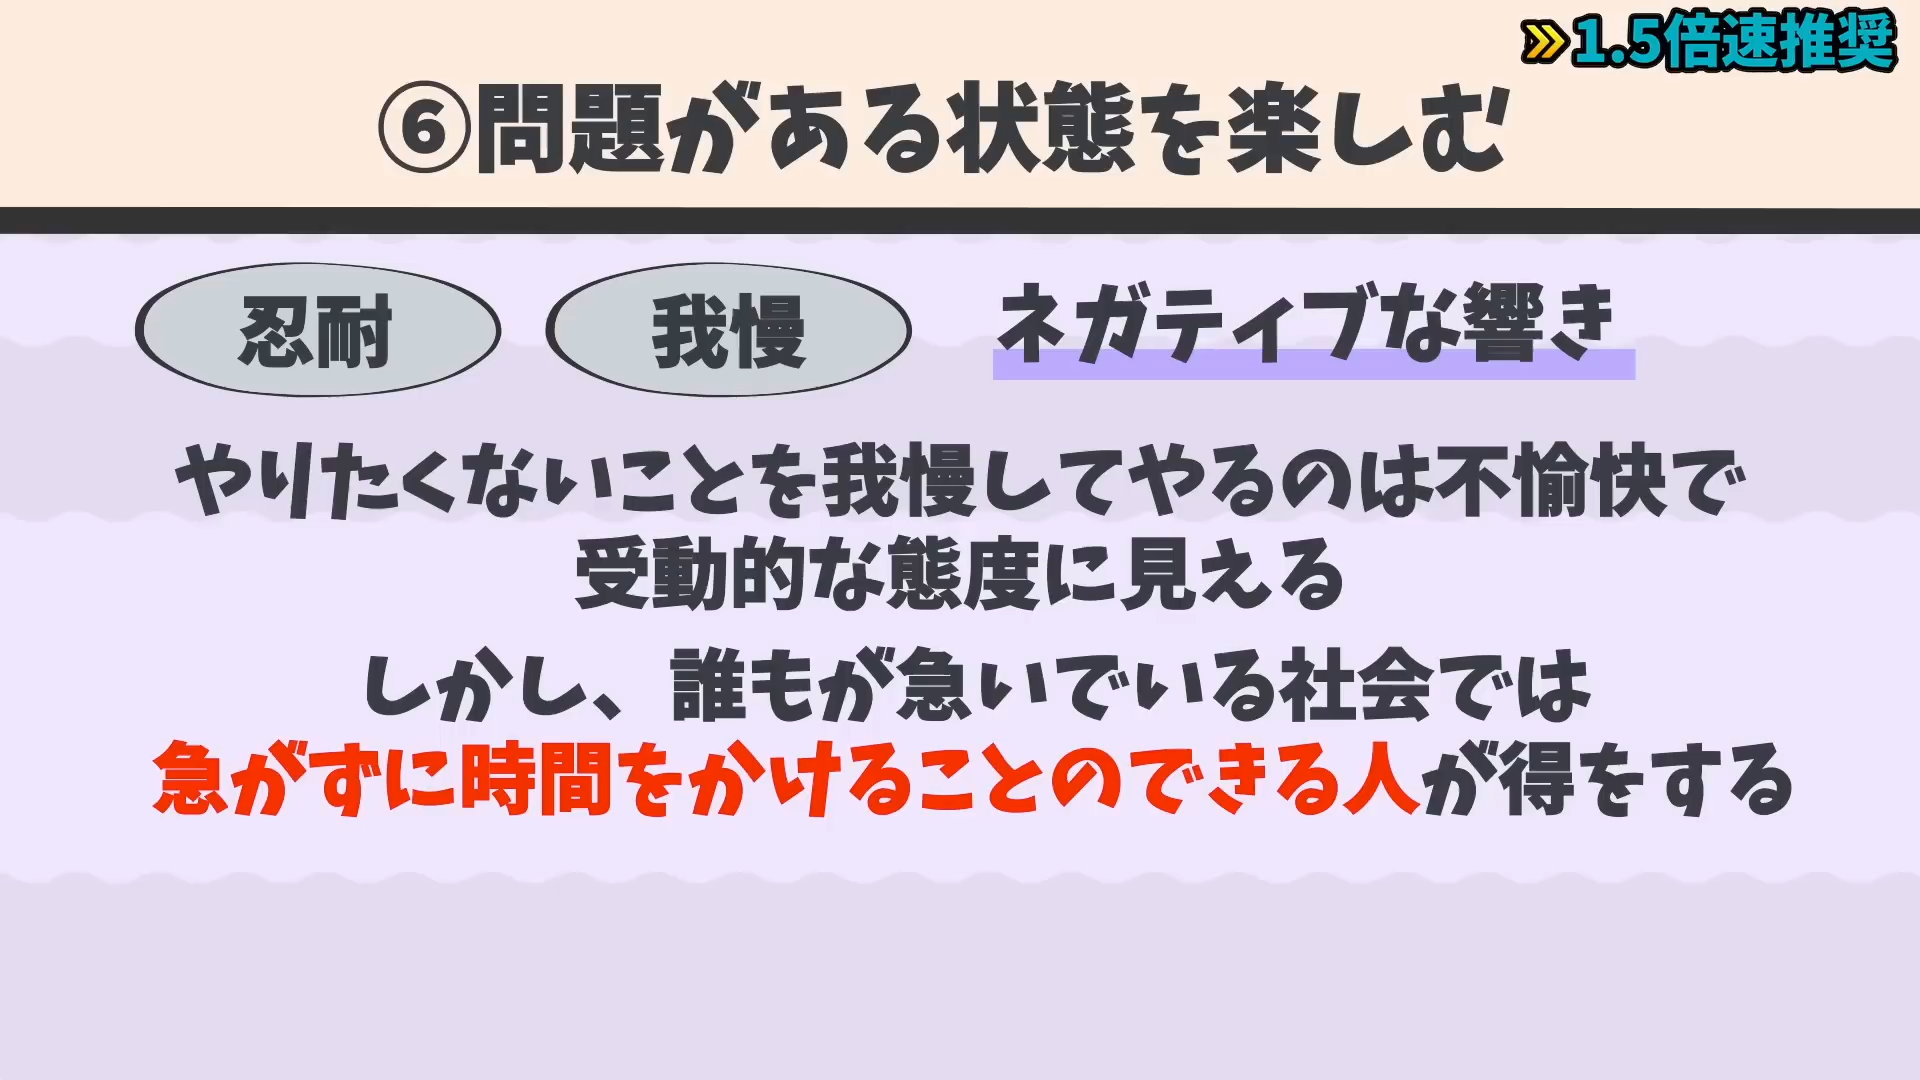 1.5倍速推奨
⑥問題がある状態を楽しむ
忍耐 我慢 ネガティブな響き
やりたくないことを我慢してやるのは不愉快で
受動的な態度に見える
しかし、誰もが急いでいる社会では
急がずに時間をかけることのできる人が得をする